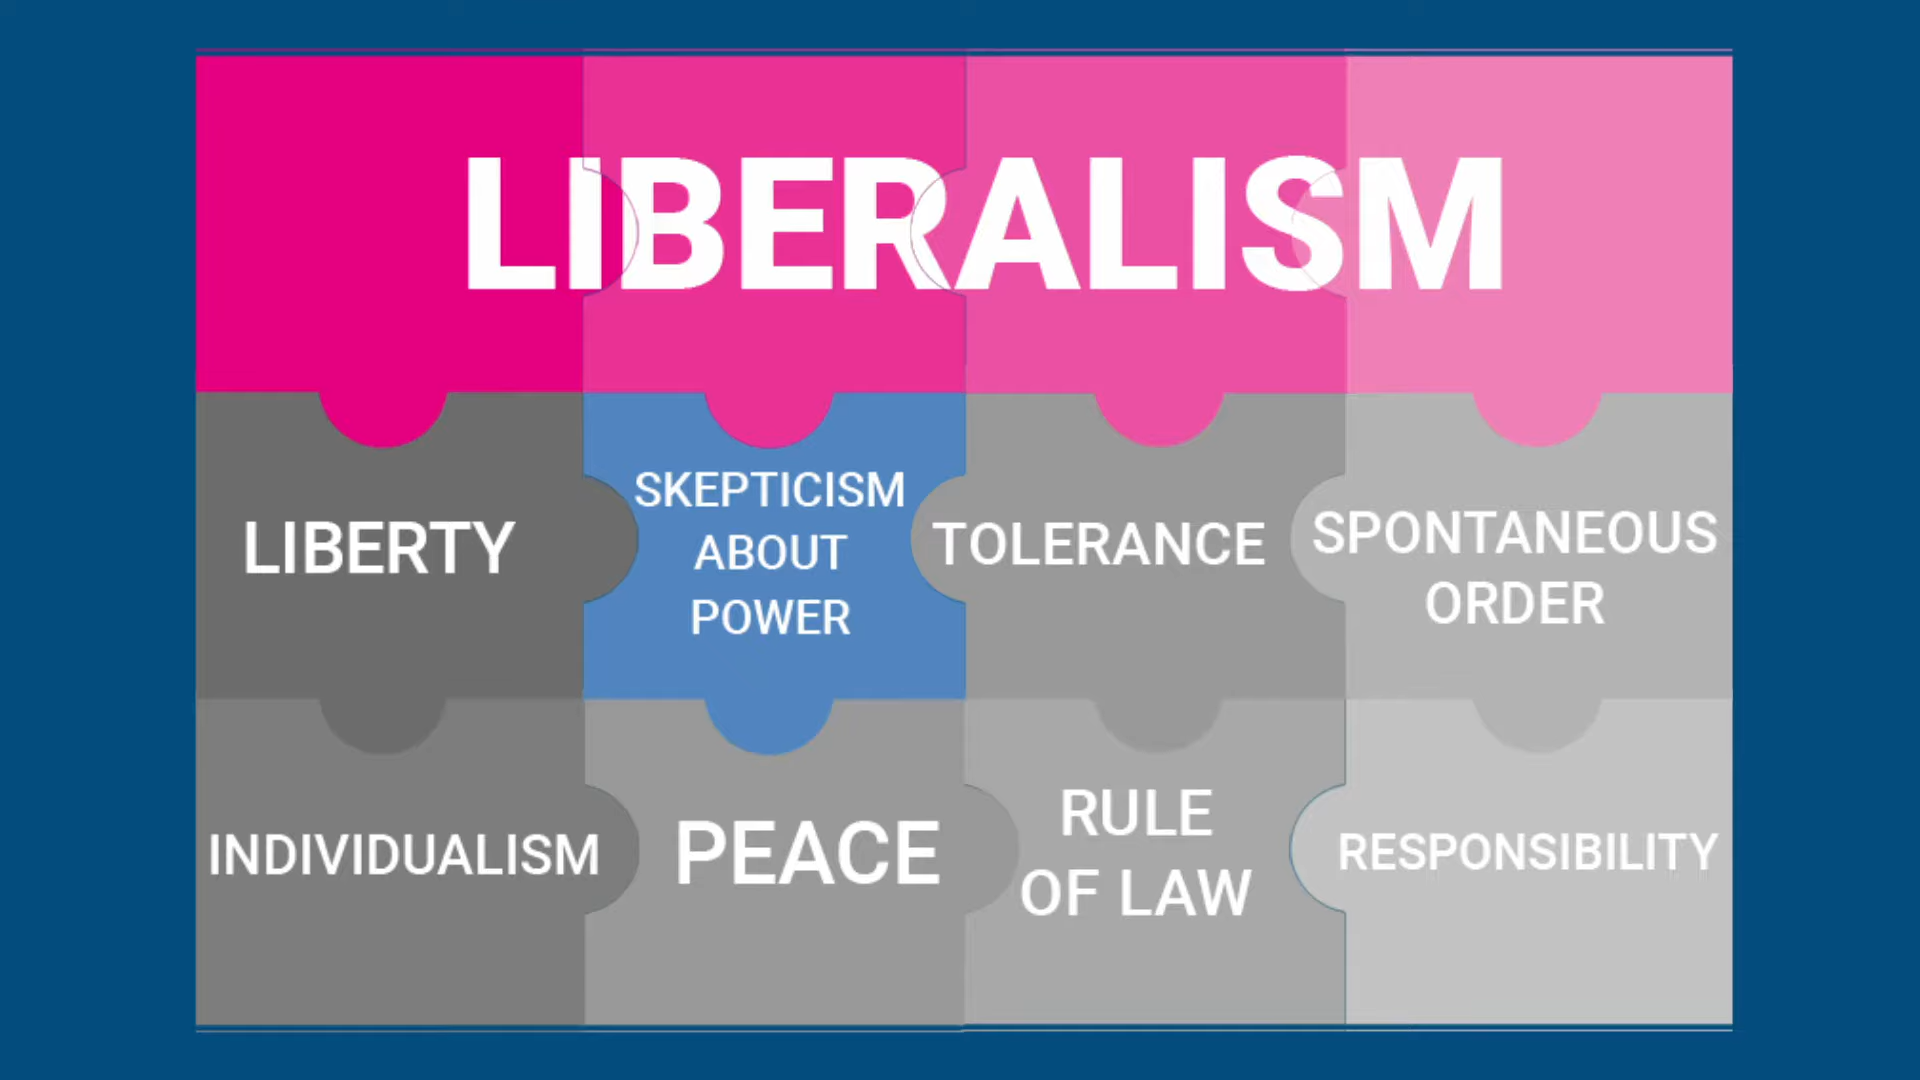 LIBERALISM
LIBERTY
SKEPTICISM
ABOUT
POWER
TOLERANCE
SPONTANEOUS
ORDER
INDIVIDUALISM
PEACE
RULE
OF LAW
RESPONSIBILITY